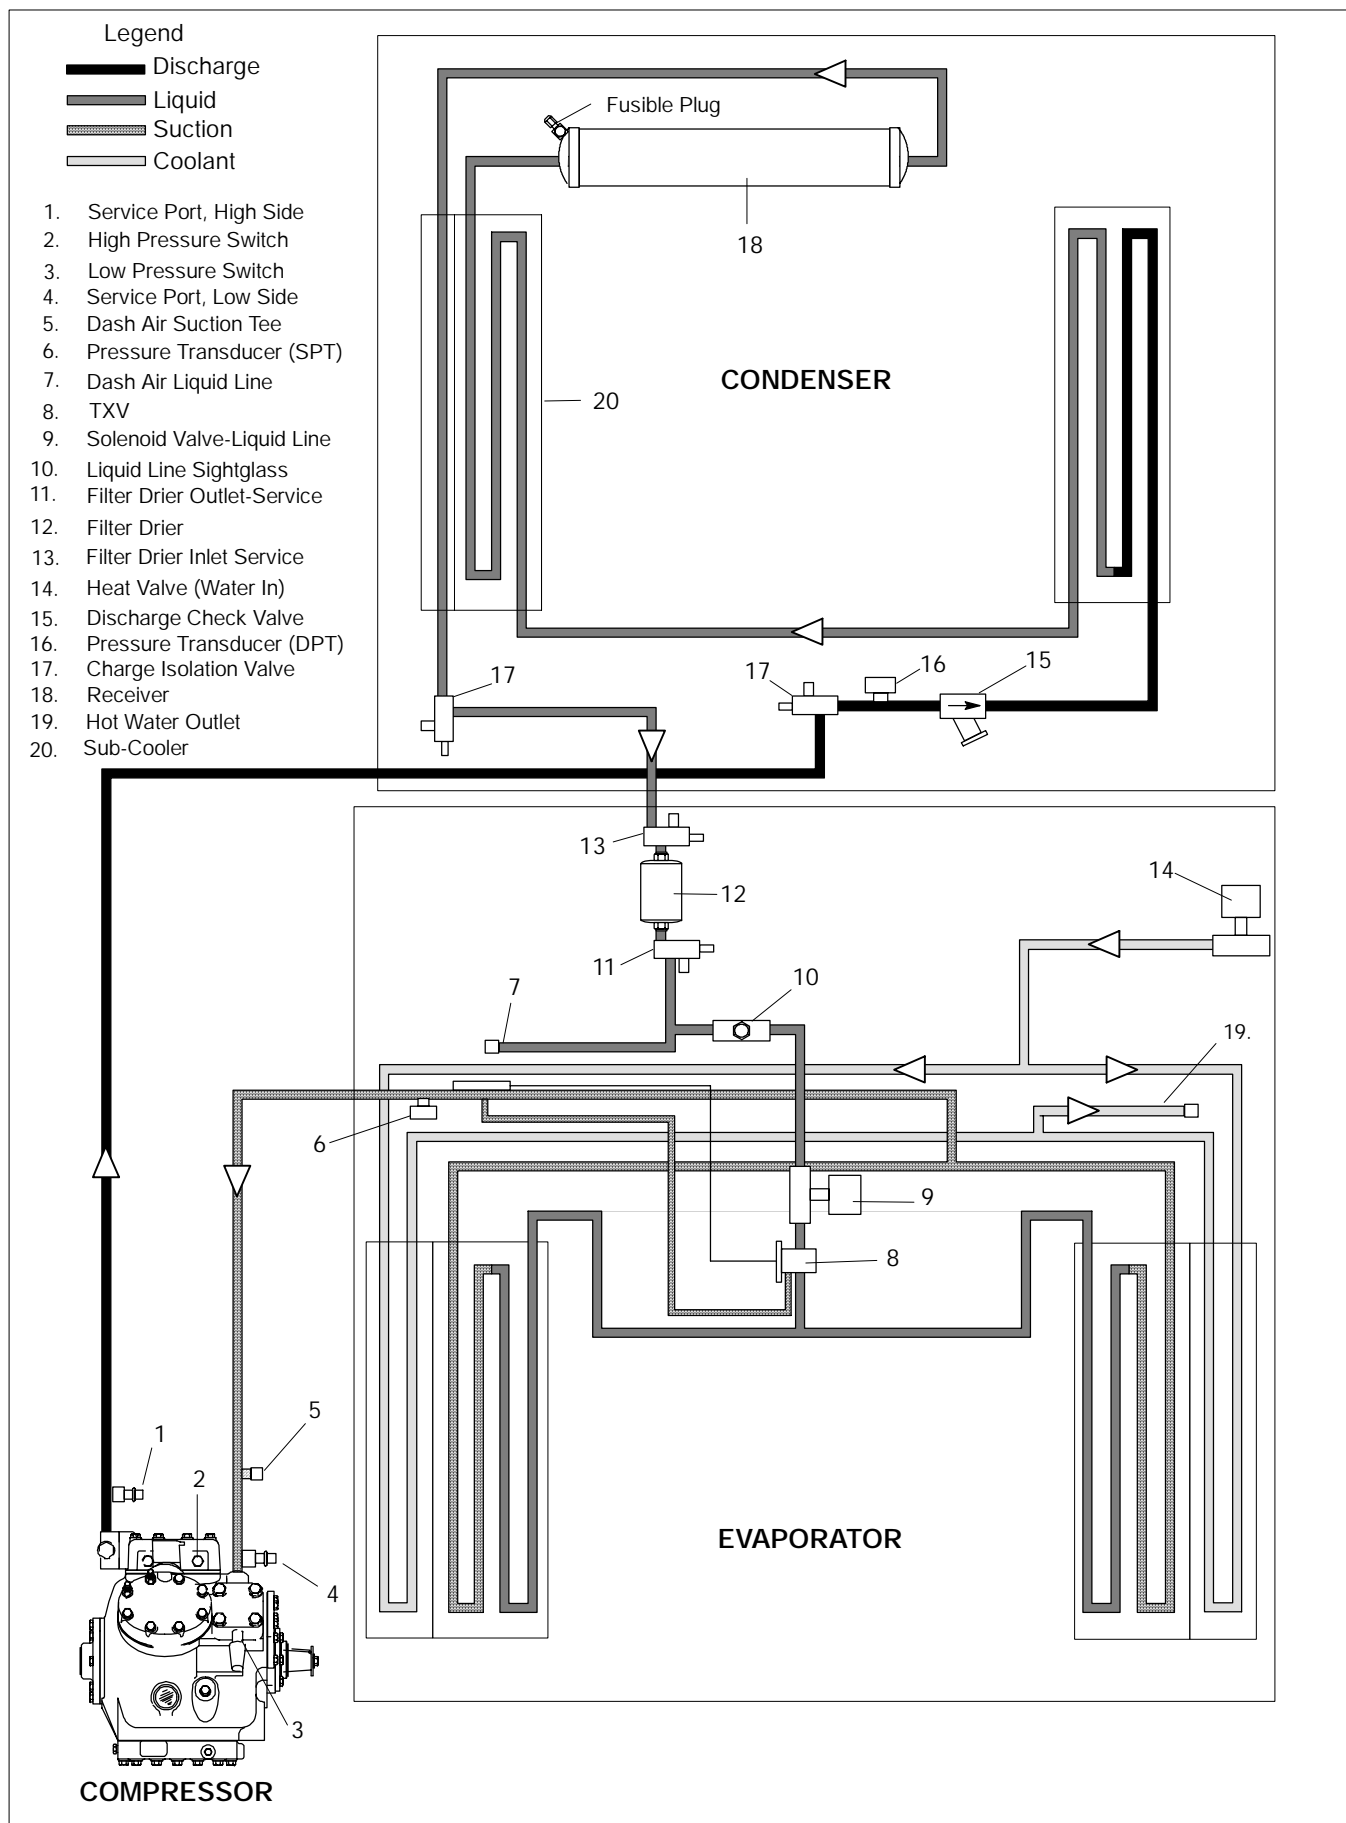 Legend
Discharge
Liquid
Suction
Coolant
1. Service Port, High Side
2. High Pressure Switch
3. Low Pressure Switch
4. Service Port, Low Side
5. Dash Air Suction Tee
6. Pressure Transducer (SPT)
7. Dash Air Liquid Line
8. TXV
9. Solenoid Valve-Liquid Line
10. Liquid Line Sightglass
11. Filter Drier Outlet-Service
12. Filter Drier
13. Filter Drier Inlet Service
14. Heat Valve (Water In)
15. Discharge Check Valve
16. Pressure Transducer (DPT)
17. Charge Isolation Valve
18. Receiver
19. Hot Water Outlet
20. Sub-Cooler
Fusible Plug
18
20
CONDENSER
17
17
16
15
13
12
11
14
7
10
19.
6
9
8
5
1
2
4
3
EVAPORATOR
COMPRESSOR